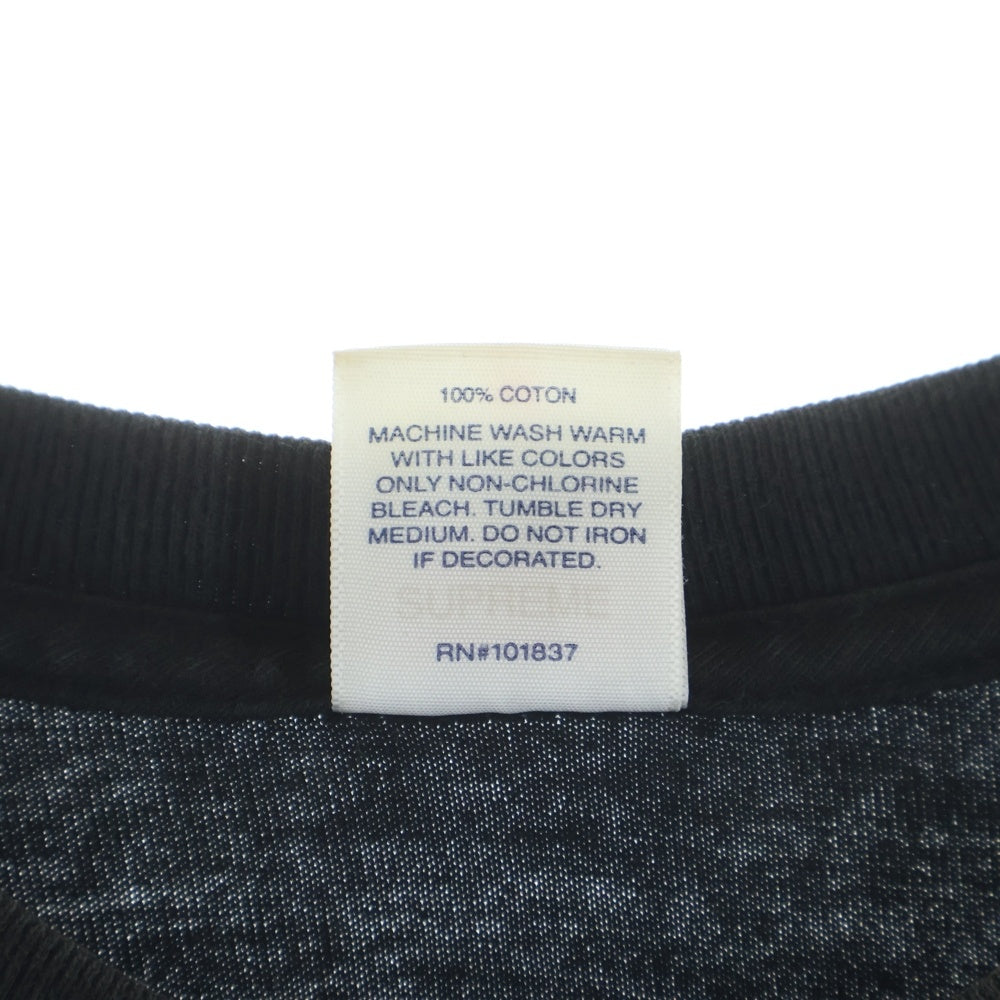 100% COTON
MACHINE WASH WARM
WITH LIKE COLORS
ONLY NON-CHLORINE
BLEACH. TUMBLE DRY
MEDIUM. DO NOT IRON
IF DECORATED.
SUPREME
RN#101837